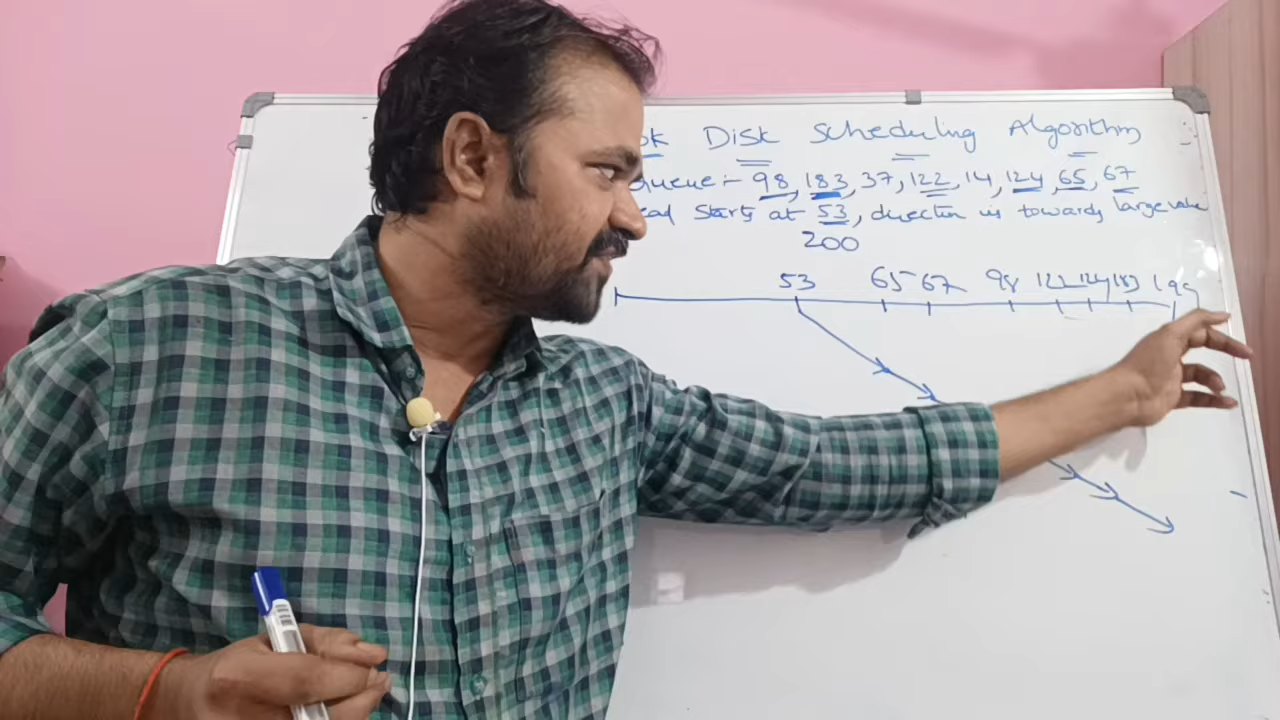 Disk Scheduling Algorithm
98, 183, 37, 122, 14, 124, 65, 67
starts at 53, direction is towards large value
200
53 65 67 98 122 124 183 199